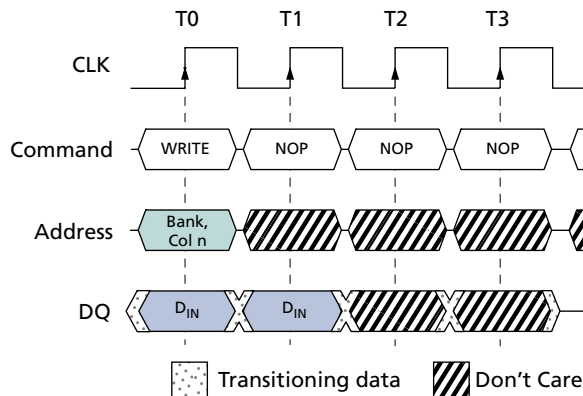 T0 T1 T2 T3
CLK
Command WRITE NOP NOP NOP
Address Bank,
Col n
DQ DIN DIN
Transitioning data Don't Care